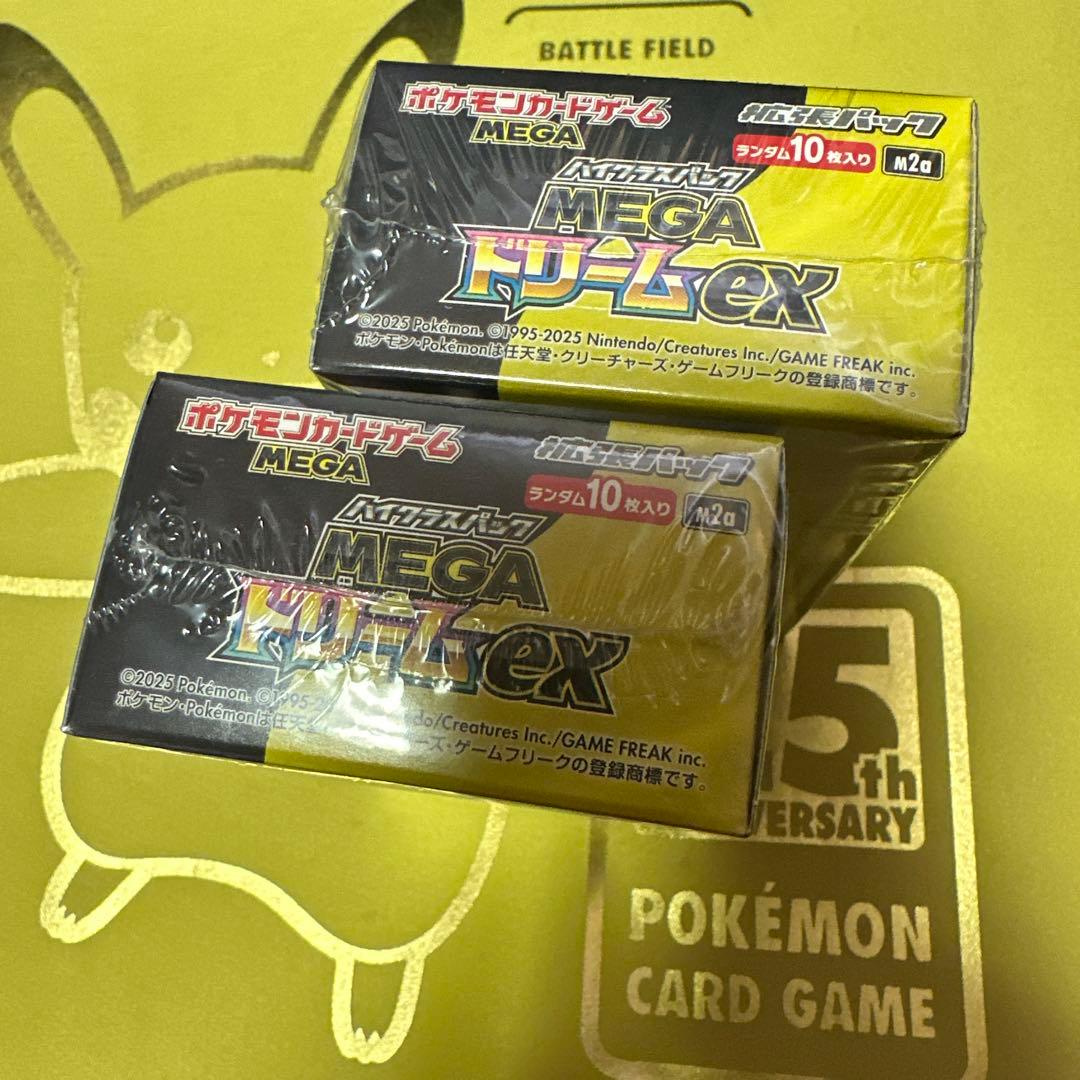 BATTLE FIELD
ポケモンカードゲーム
MEGA
拡張パック
ランダム10枚入り M2a
ハイクラスパック
MEGA
ドリームex
©2025 Pokémon. ©1995-2025 Nintendo/Creatures Inc./GAME FREAK inc.
ポケモン・Pokémonは任天堂・クリーチャーズ・ゲームフリークの登録商標です。
ポケモンカードゲーム
MEGA
拡張パック
ランダム10枚入り M2a
ハイクラスパック
MEGA
ドリームex
©2025 Pokémon. ©1995-2 do/Creatures Inc./GAME FREAK inc.
ポケモン・Pokémonは任天 ーズ・ゲームフリークの登録商標です。
5th
VERSARY
POKÉMON
CARD GAME